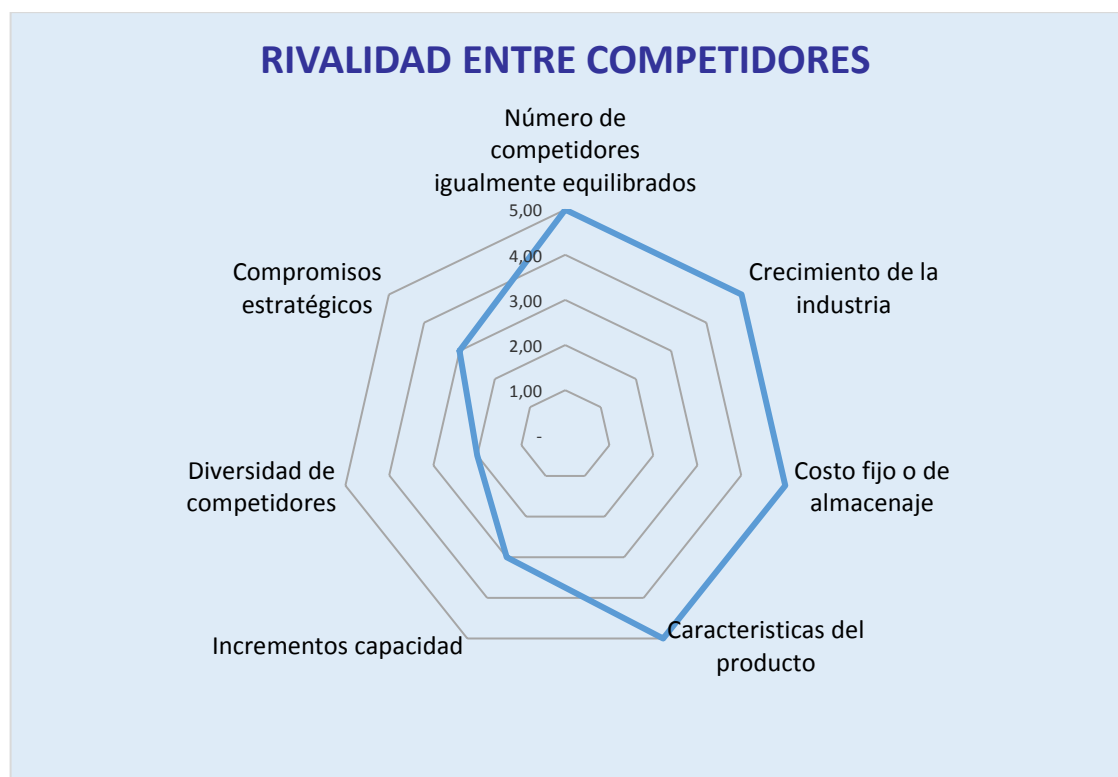 RIVALIDAD ENTRE COMPETIDORES
Número de
competidores
igualmente equilibrados
5,00
4,00
3,00
2,00
1,00
-
Crecimiento de la
industria
Costo fijo o de
almacenaje
Caracteristicas del
producto
Incrementos capacidad
Diversidad de
competidores
Compromisos
estratégicos